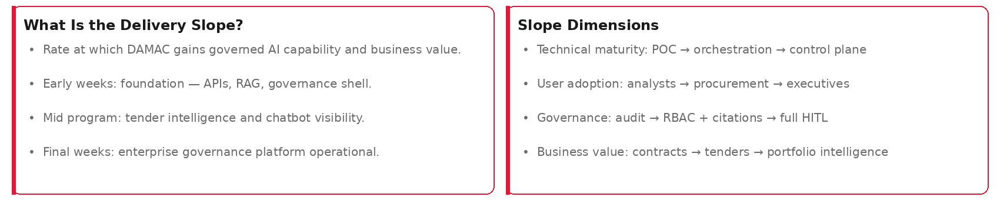 What Is the Delivery Slope?
• Rate at which DAMAC gains governed AI capability and business value.
• Early weeks: foundation — APIs, RAG, governance shell.
• Mid program: tender intelligence and chatbot visibility.
• Final weeks: enterprise governance platform operational.
Slope Dimensions
• Technical maturity: POC → orchestration → control plane
• User adoption: analysts → procurement → executives
• Governance: audit → RBAC + citations → full HITL
• Business value: contracts → tenders → portfolio intelligence